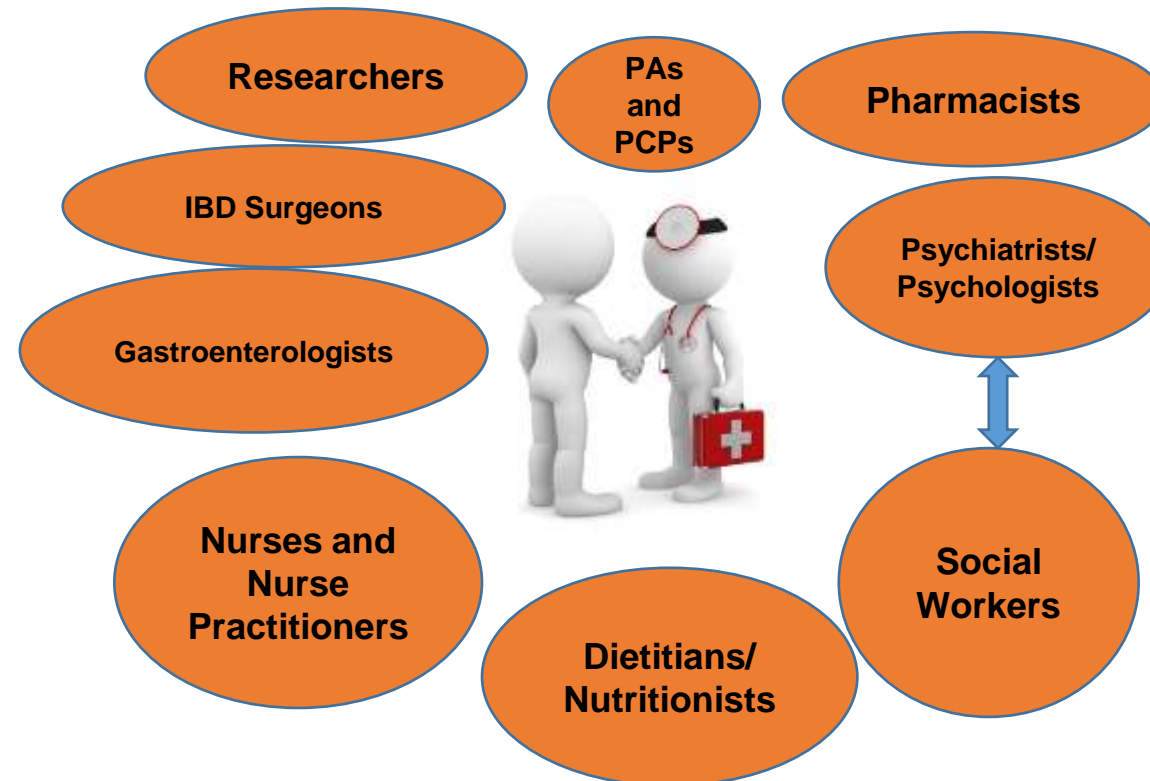 Researchers
PAs
and
PCPs
Pharmacists
IBD Surgeons
Psychiatrists/
Psychologists
Gastroenterologists
Nurses and
Nurse
Practitioners
Social
Workers
Dietitians/
Nutritionists